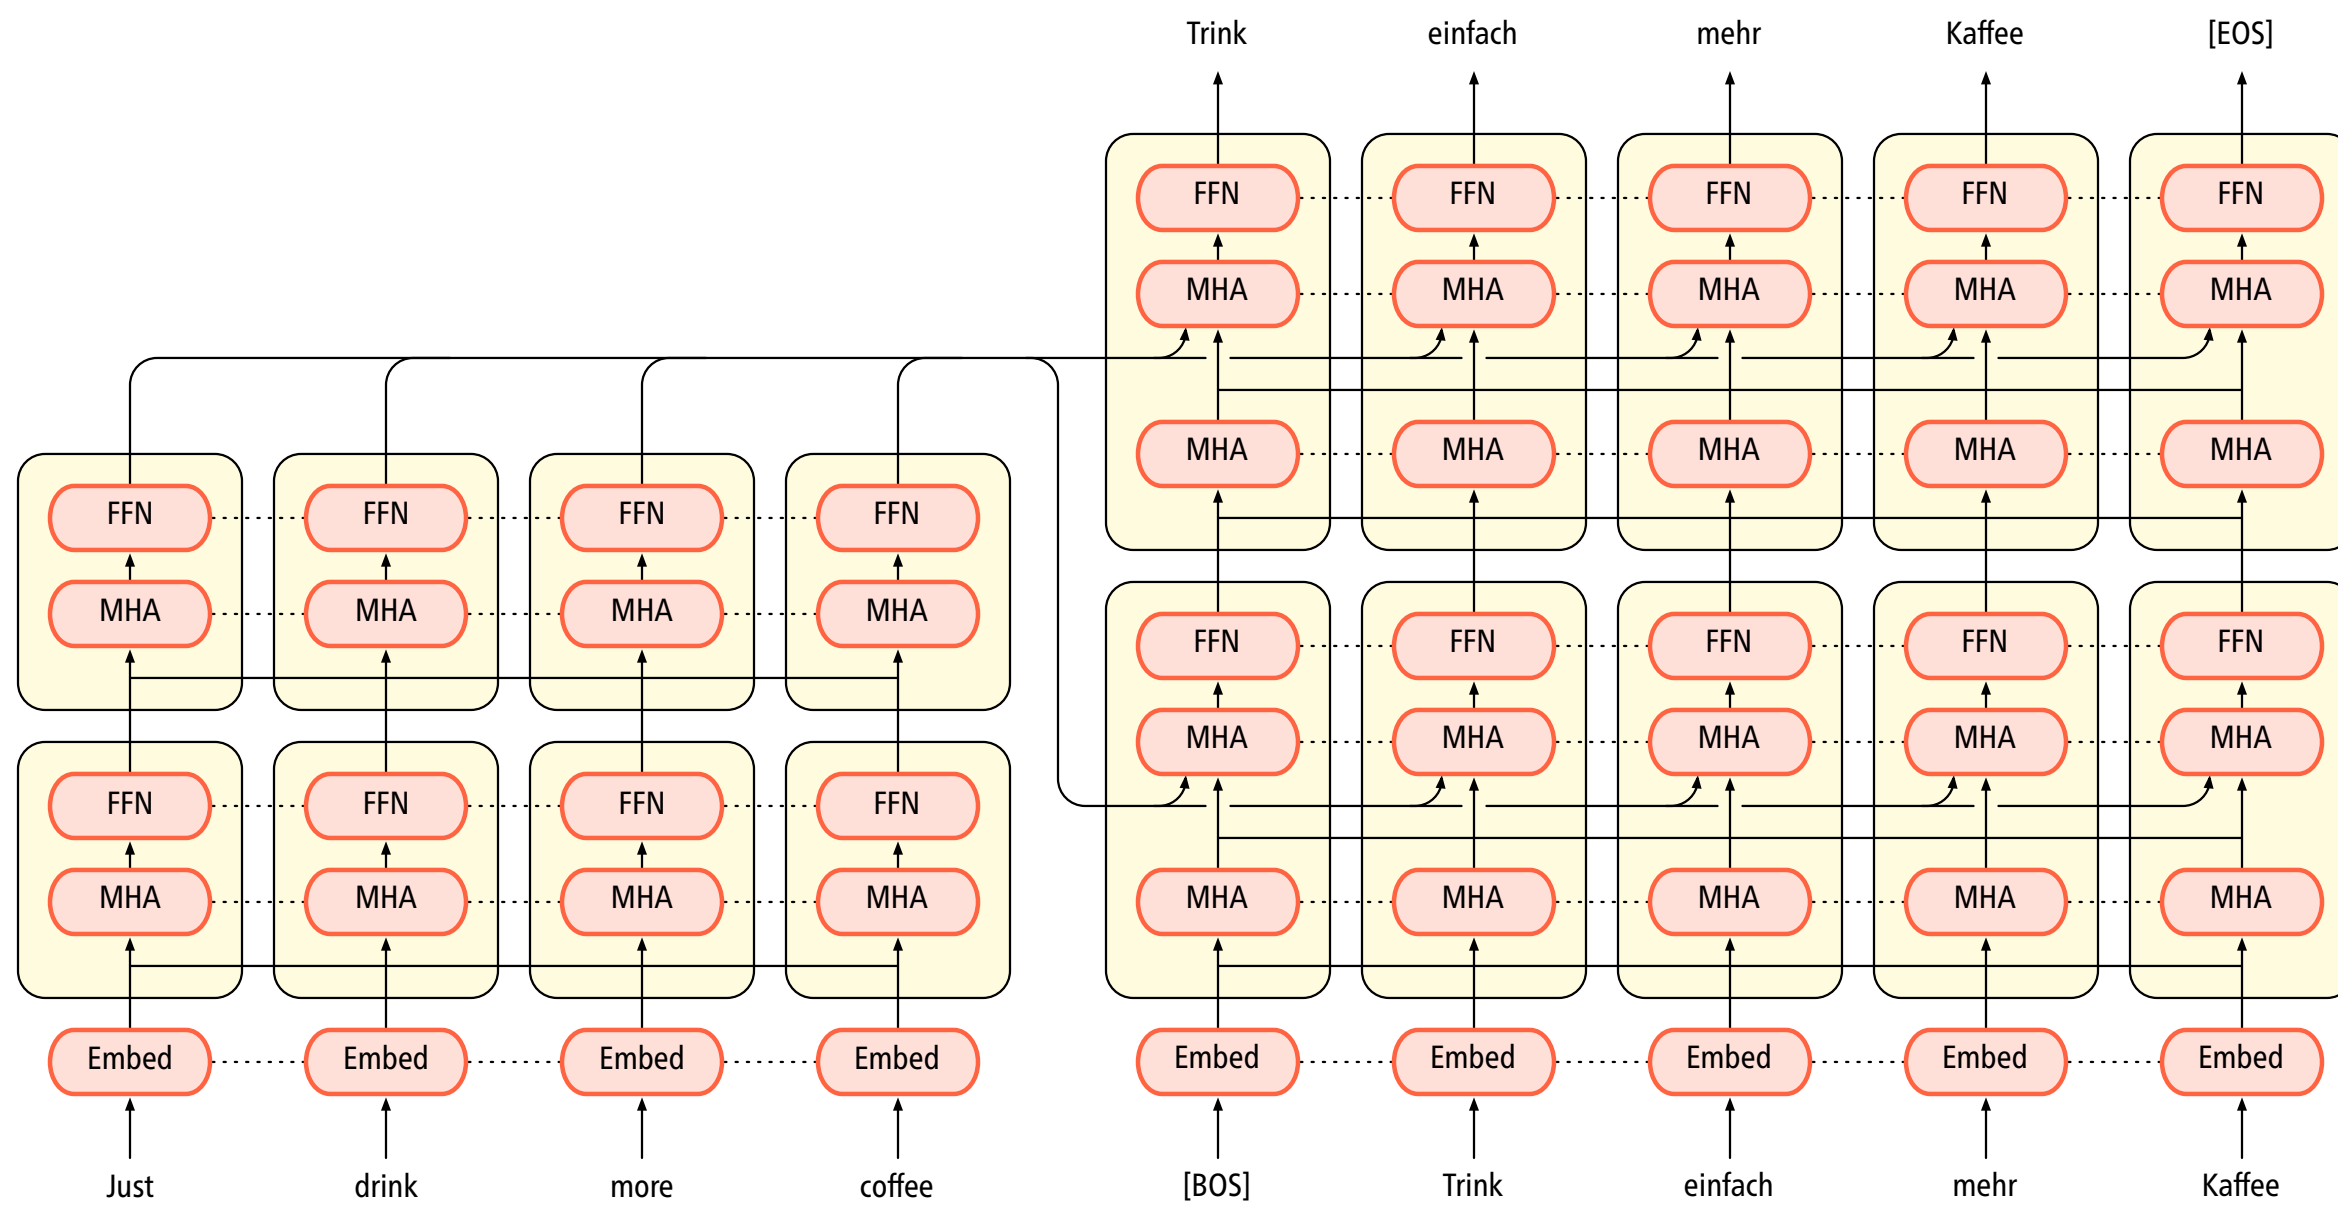 Trink einfach mehr Kaffee [EOS]
FFN FFN FFN FFN FFN
MHA MHA MHA MHA MHA
MHA MHA MHA MHA MHA
FFN FFN FFN FFN
MHA MHA MHA MHA
FFN FFN FFN FFN FFN
MHA MHA MHA MHA MHA
FFN FFN FFN FFN
MHA MHA MHA MHA MHA MHA MHA MHA MHA
Embed Embed Embed Embed Embed Embed Embed Embed Embed
Just drink more coffee [BOS] Trink einfach mehr Kaffee